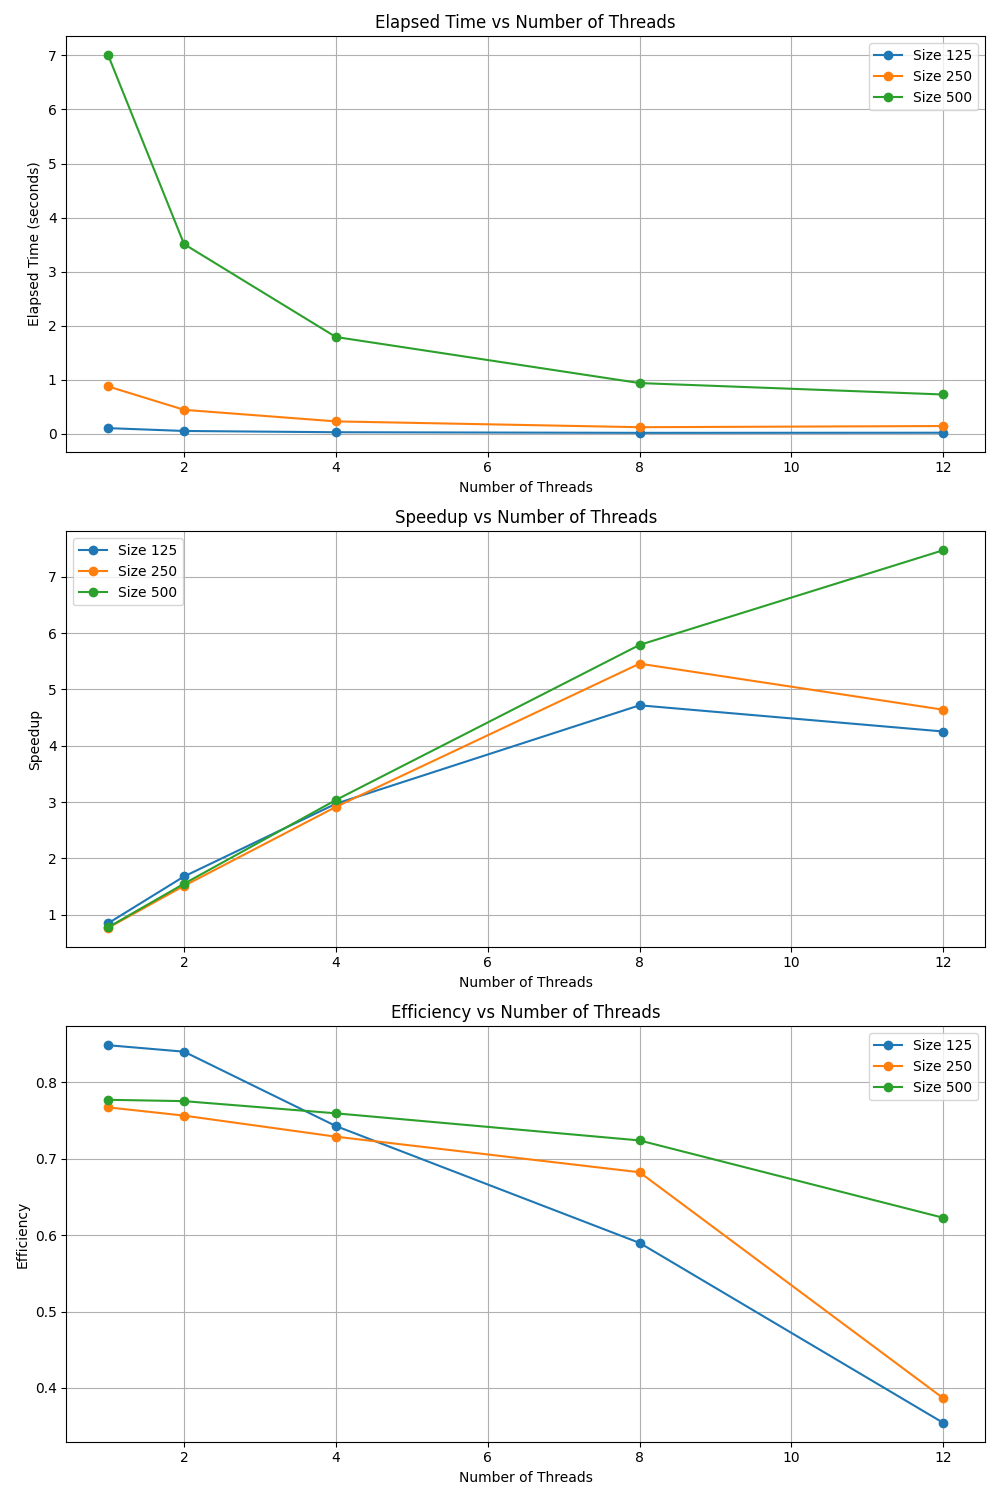 Elapsed Time vs Number of Threads
Elapsed Time (seconds)
7
6
5
4
3
2
1
0
Size 125
Size 250
Size 500
2 4 6 8 10 12
Number of Threads
Speedup vs Number of Threads
Speedup
7
6
5
4
3
2
1
Size 125
Size 250
Size 500
2 4 6 8 10 12
Number of Threads
Efficiency vs Number of Threads
Efficiency
0.8
0.7
0.6
0.5
0.4
Size 125
Size 250
Size 500
2 4 6 8 10 12
Number of Threads